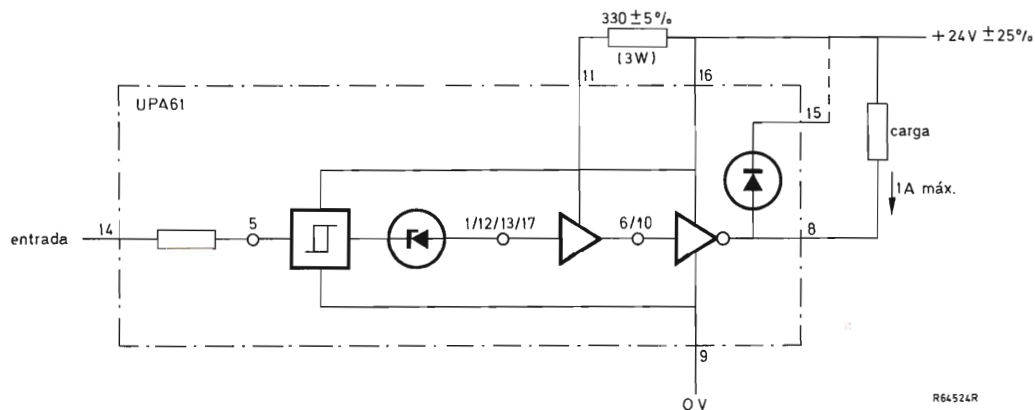 330 ±5%
(3W)
+24V ±25%
11
16
UPA61
15
carga
1A máx.
14
5
1/12/13/17
6/10
entrada
8
9
0V
R64524R